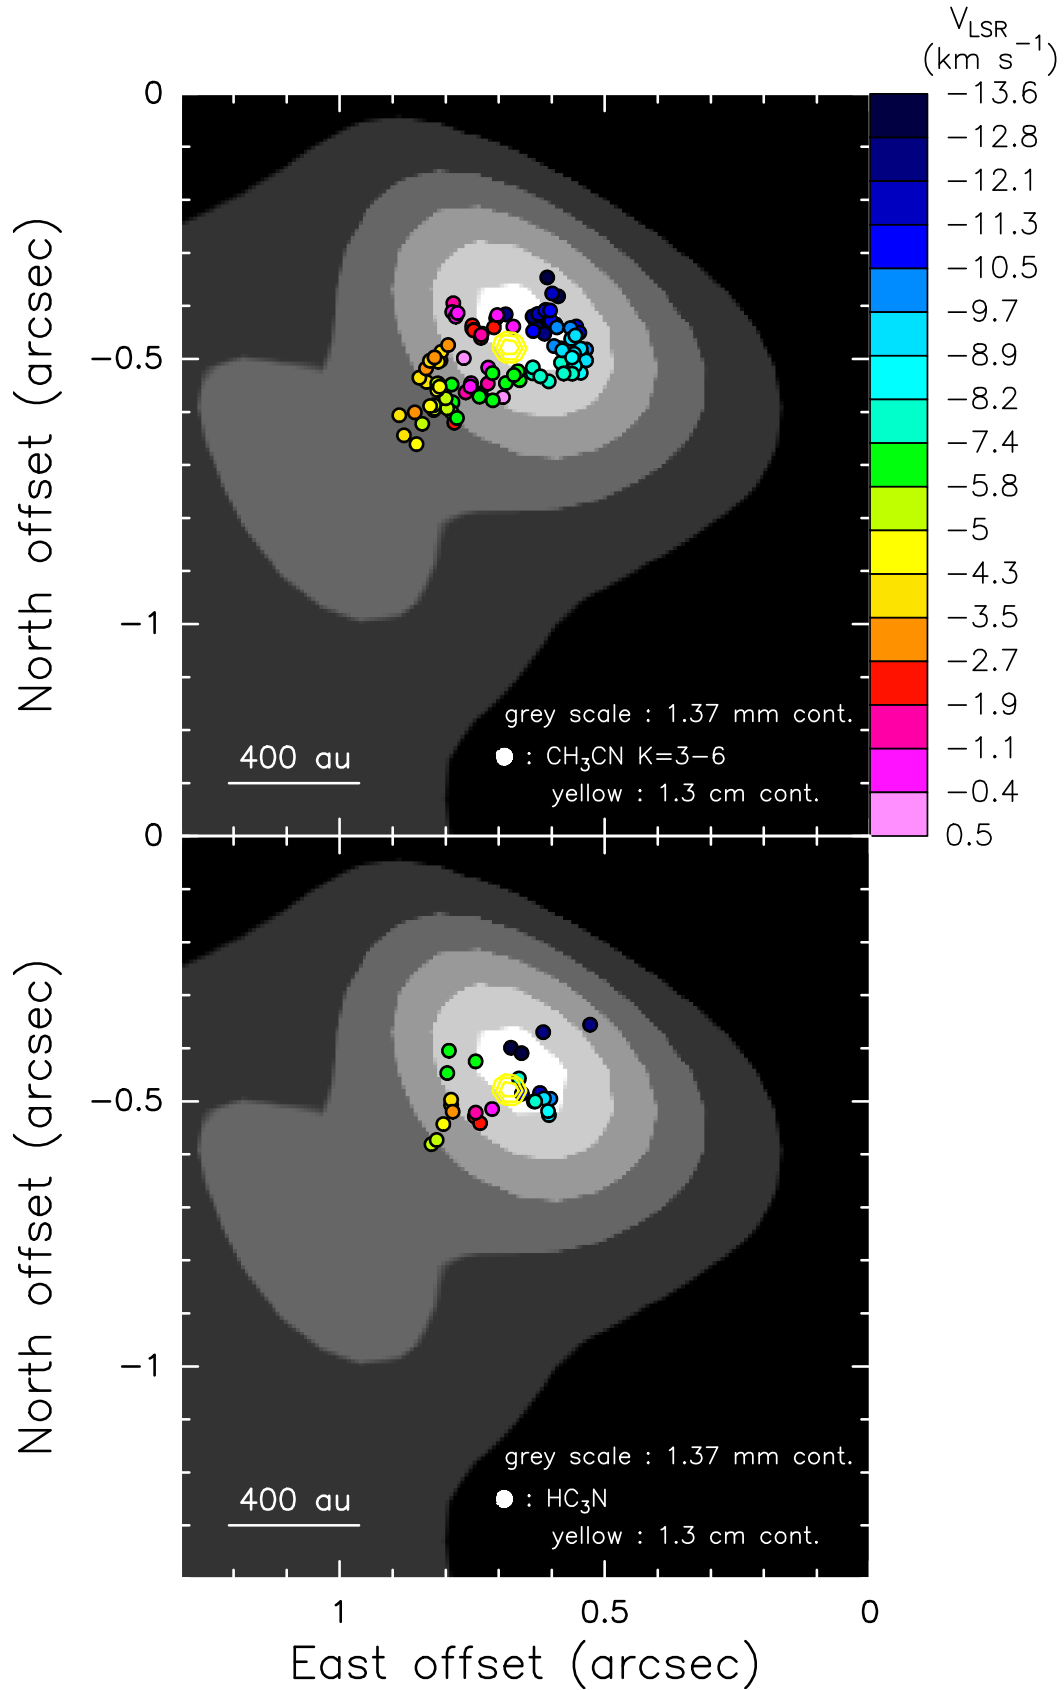 V_LSR
(km s⁻¹)
0
−0.5
−1
North offset (arcsec)
−13.6
−12.8
−12.1
−11.3
−10.5
−9.7
−8.9
−8.2
−7.4
−5.8
−5
−4.3
−3.5
−2.7
−1.9
−1.1
−0.4
0.5
grey scale : 1.37 mm cont.
: CH₃CN K=3−6
yellow : 1.3 cm cont.
400 au
0
−0.5
−1
North offset (arcsec)
grey scale : 1.37 mm cont.
: HC₃N
yellow : 1.3 cm cont.
400 au
1 0.5 0
East offset (arcsec)